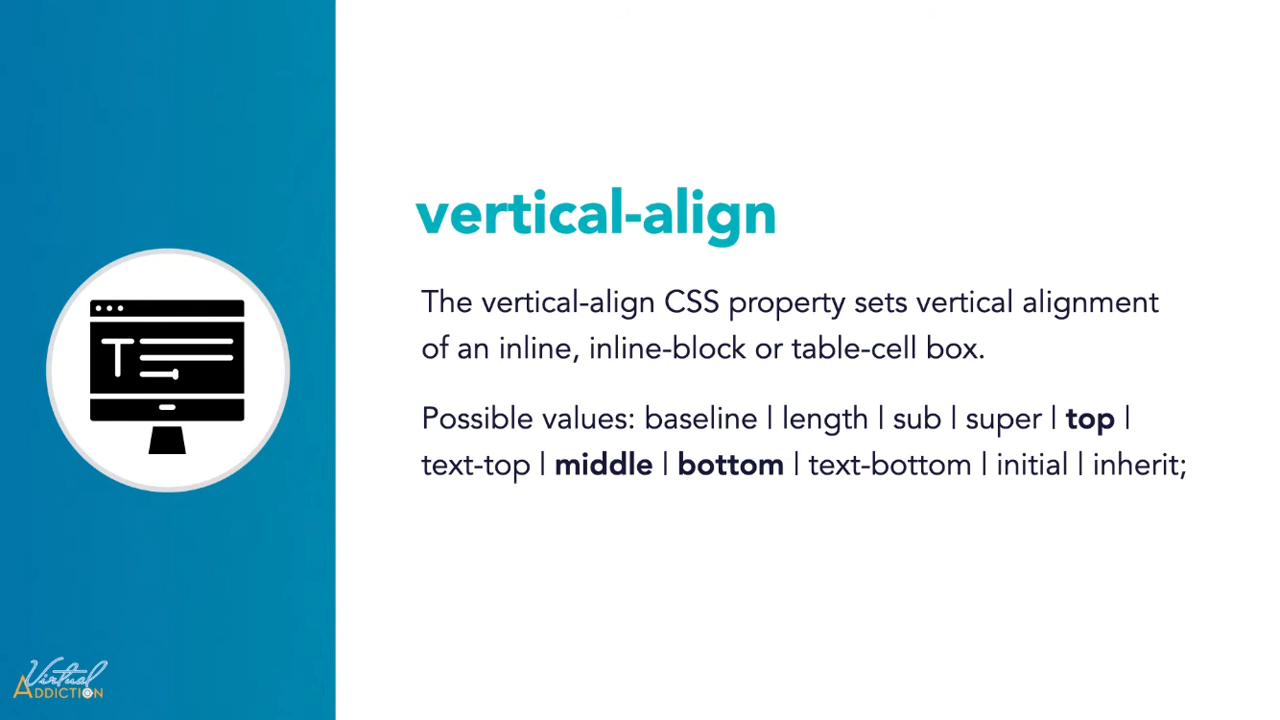 vertical-align
The vertical-align CSS property sets vertical alignment
of an inline, inline-block or table-cell box.
Possible values: baseline | length | sub | super | top |
text-top | middle | bottom | text-bottom | initial | inherit;
T
Virtual
ADDICTION